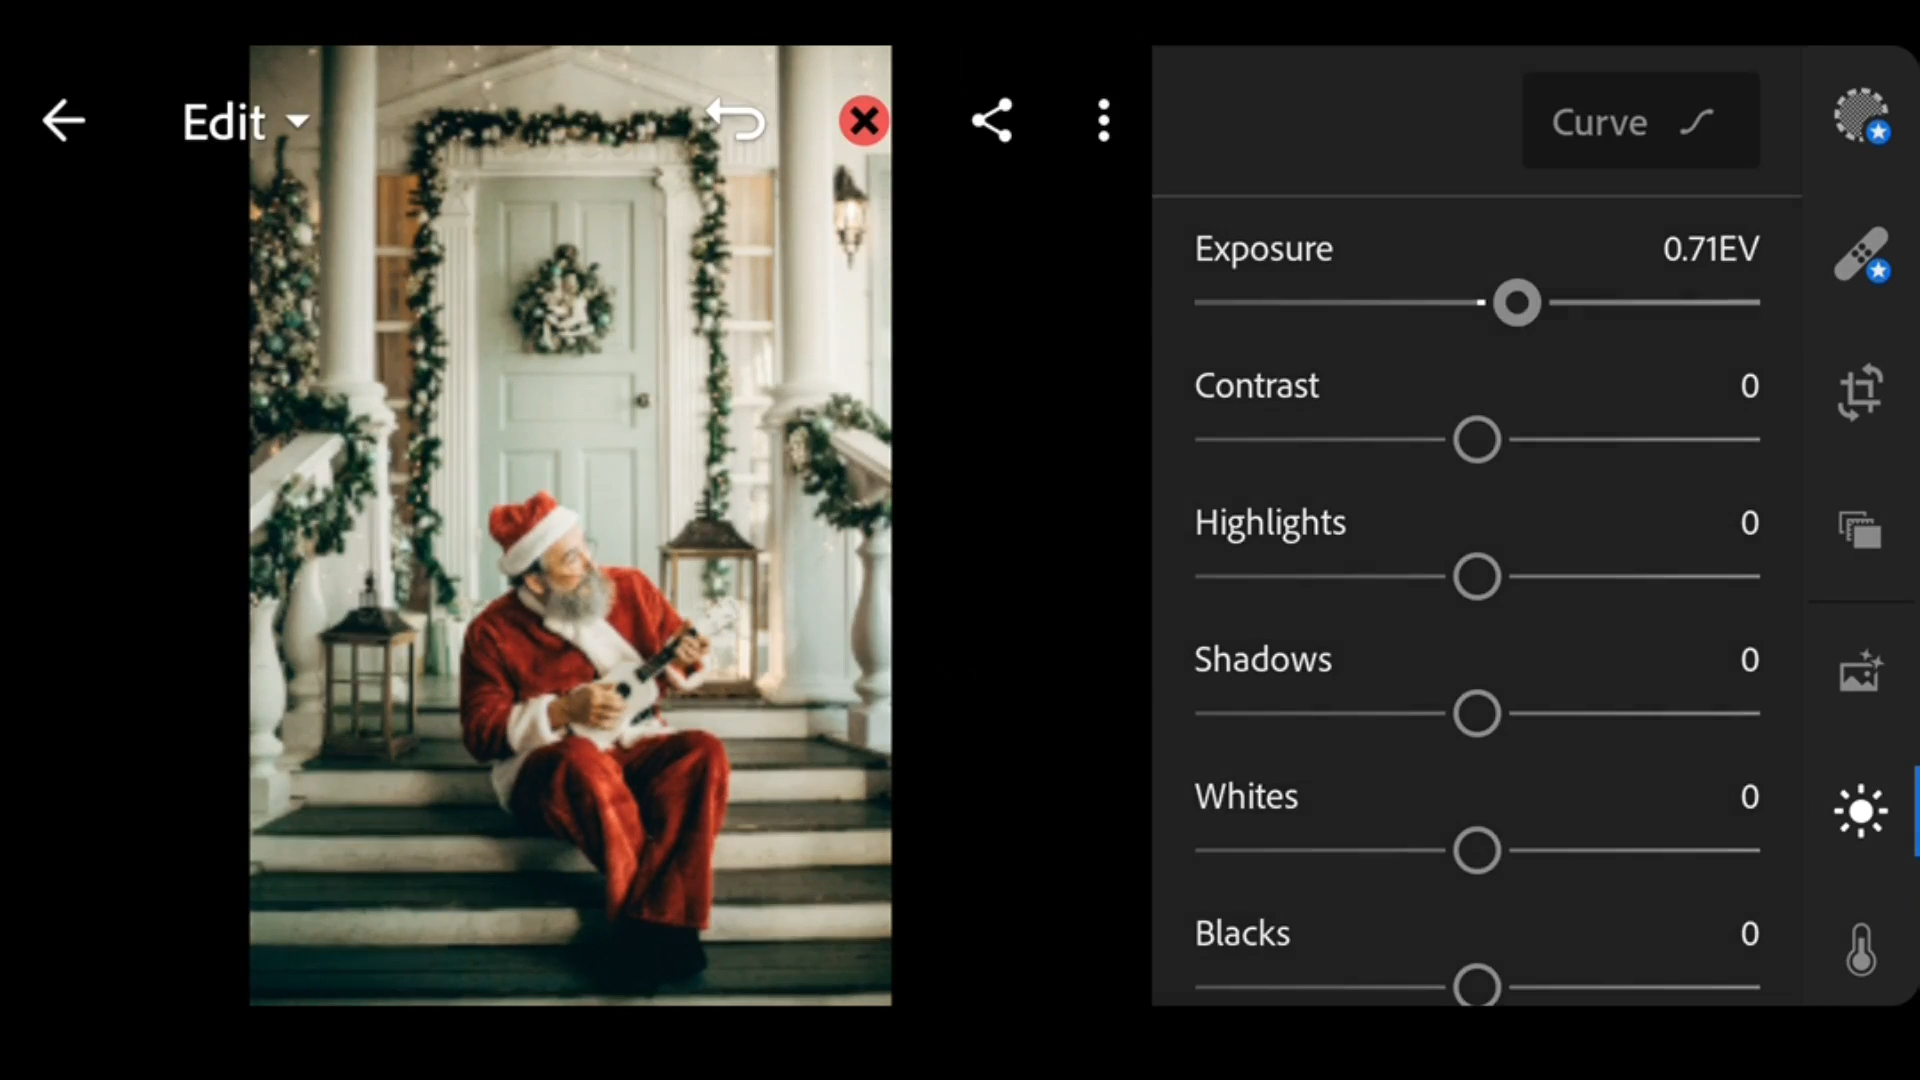 Edit
Curve
Exposure 0.71EV
Contrast 0
Highlights 0
Shadows 0
Whites 0
Blacks 0